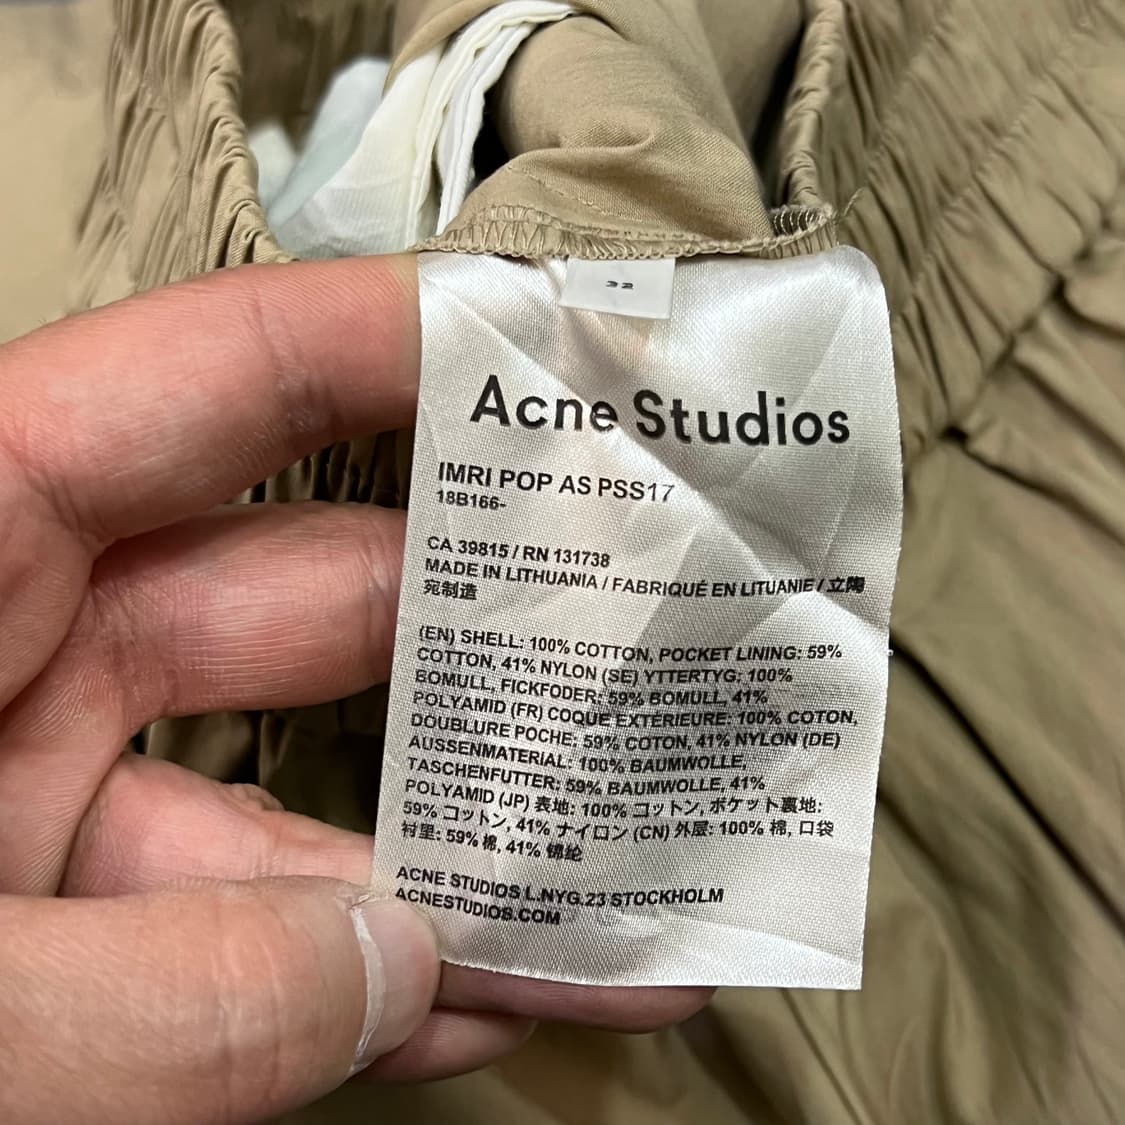 32
Acne Studios
IMRI POP AS PSS17
18B166-
CA 39815 / RN 131738
MADE IN LITHUANIA / FABRIQUÉ EN LITUANIE / 立陶
宛制造
(EN) SHELL: 100% COTTON, POCKET LINING: 59%
COTTON, 41% NYLON (SE) YTTERTYG: 100%
BOMULL, FICKFODER: 59% BOMULL, 41%
POLYAMID (FR) COQUE EXTÉRIEURE: 100% COTON,
DOUBLURE POCHE: 59% COTON, 41% NYLON (DE)
AUSSENMATERIAL: 100% BAUMWOLLE,
TASCHENFUTTER: 59% BAUMWOLLE, 41%
POLYAMID (JP) 表地: 100% コットン, ポケット裏地:
59% コットン, 41% ナイロン (CN) 外层: 100% 棉, 口袋
衬里: 59% 棉, 41% 锦纶
ACNE STUDIOS L.NYG.23 STOCKHOLM
ACNESTUDIOS.COM